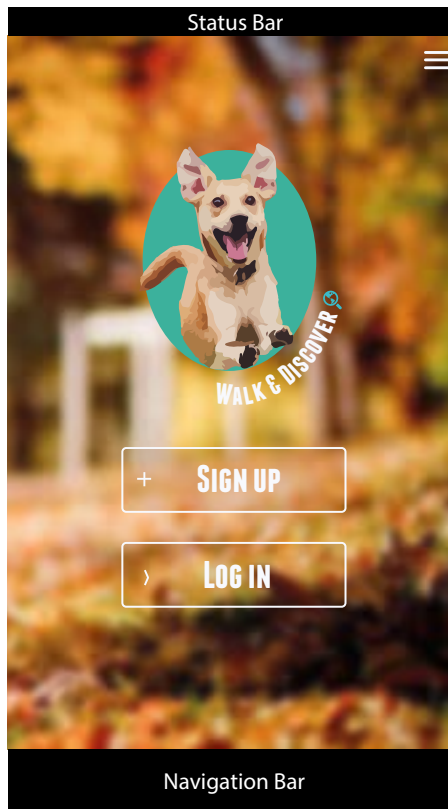 Status Bar
Walk & Discover
+ Sign up
› Log in
Navigation Bar